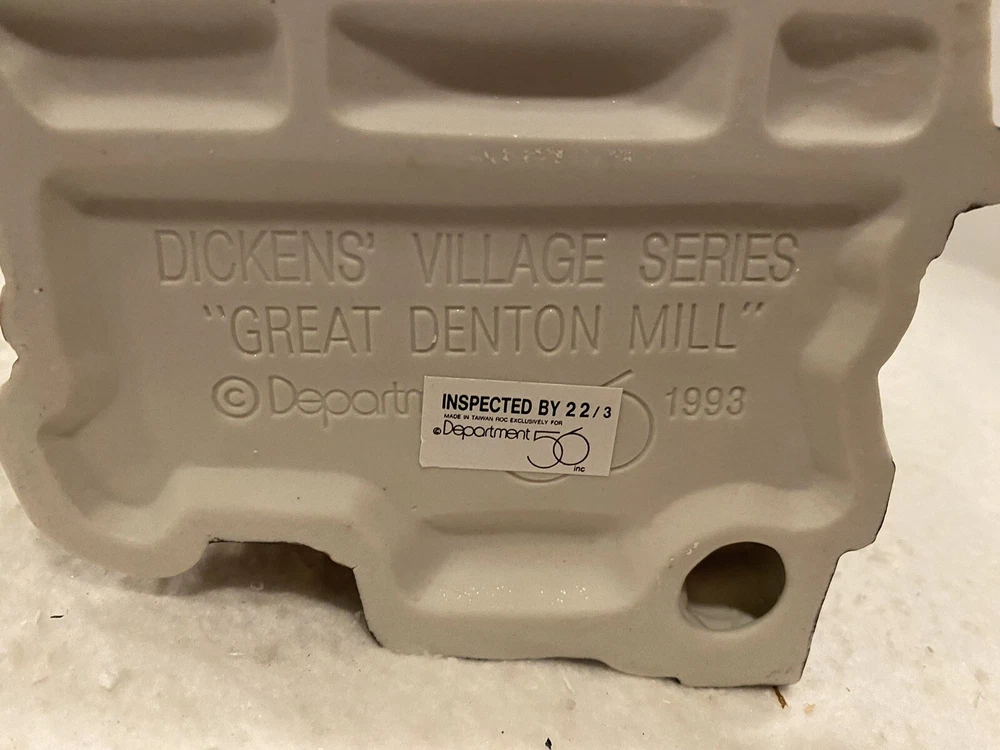 DICKENS' VILLAGE SERIES
"GREAT DENTON MILL"
© Departm 56 1993
INSPECTED BY 22/3
MADE IN TAIWAN ROC EXCLUSIVELY FOR
© Department 56
inc